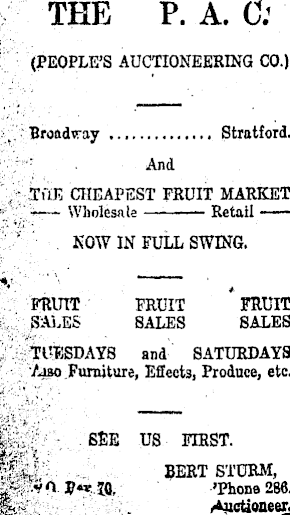 THE P. A. C.
(PEOPLE'S AUCTIONEERING CO.)
Broadway .............. Stratford.
And
THE CHEAPEST FRUIT MARKET
—— Wholesale ——— Retail ——
NOW IN FULL SWING.
FRUIT FRUIT FRUIT
SALES SALES SALES
TUESDAYS and SATURDAYS
Also Furniture, Effects, Produce, etc.
SEE US FIRST.
BERT STURM,
Box 70. 'Phone 286.
Auctioneer.